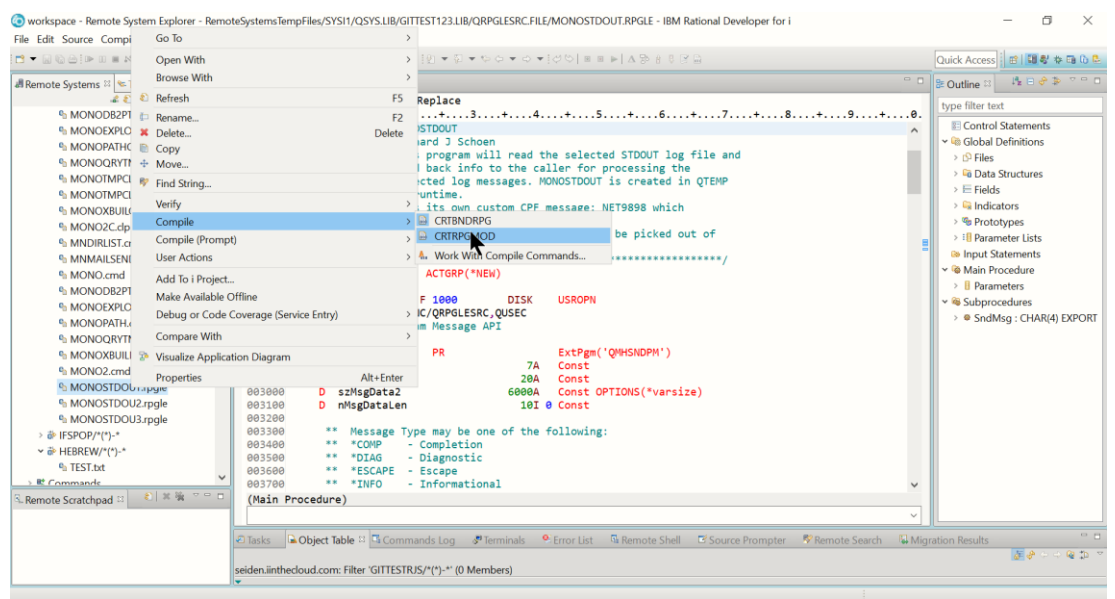 workspace - Remote System Explorer - RemoteSystemsTempFiles/SYSI1/QSYS.LIB/GITTEST123.LIB/QRPGLESRC.FILE/MONOSTDOUT.RPGLE - IBM Rational Developer for i
File Edit Source Compi
Quick Access
Remote Systems
MONODB2PT
MONOEXPLO
MONOPATHC
MONOQRYTI
MONOTMPCL
MONOTMPCL
MONOXBUIL
MONO2C.clp
MNDIRLIST.cr
MNMAILSENI
MONO.cmd
MONODB2PT
MONOEXPLO
MONOPATH.c
MONOQRYTI
MONOXBUILI
MONO2.cmd
MONOSTDOUT.rpgle
MONOSTDOU2.rpgle
MONOSTDOU3.rpgle
IFSPOP/*(*)-*
HEBREW/*(*)-*
TEST.txt
Commands
Remote Scratchpad
Go To
Open With
Browse With
Refresh F5
Rename... F2
Delete... Delete
Copy
Move...
Find String...
Verify
Compile
Compile (Prompt)
User Actions
Add To i Project...
Make Available Offline
Debug or Code Coverage (Service Entry)
Compare With
Visualize Application Diagram
Properties Alt+Enter
CRTBNDRPG
CRTRPGMOD
Work With Compile Commands...
Replace
...+....3....+....4....+....5....+....6....+....7....+....8....+....9....+....0.
STDOUT
ard J Schoen
program will read the selected STDOUT log file and
back info to the caller for processing the
cted log messages. MONOSTDOUT is created in QTEMP
untime.
its own custom CPF message: NET9898 which
be picked out of
******************/
ACTGRP(*NEW)
F 1000 DISK USROPN
IC/QRPGLESRC,QUSEC
am Message API
PR ExtPgm('QMHSNDPM')
7A Const
20A Const
003000 D szMsgData2 6000A Const OPTIONS(*varsize)
003100 D nMsgDataLen 10I 0 Const
003200
003300 ** Message Type may be one of the following:
003400 ** *COMP - Completion
003500 ** *DIAG - Diagnostic
003600 ** *ESCAPE - Escape
003700 ** *INFO - Informational
(Main Procedure)
Outline
type filter text
Control Statements
Global Definitions
Files
Data Structures
Fields
Indicators
Prototypes
Parameter Lists
Input Statements
Main Procedure
Parameters
Subprocedures
SndMsg : CHAR(4) EXPORT
Tasks Object Table Commands Log Terminals Error List Remote Shell Source Prompter Remote Search Migration Results
seiden.iinthecloud.com: Filter 'GITTESTRJS/*(*)-*' (0 Members)